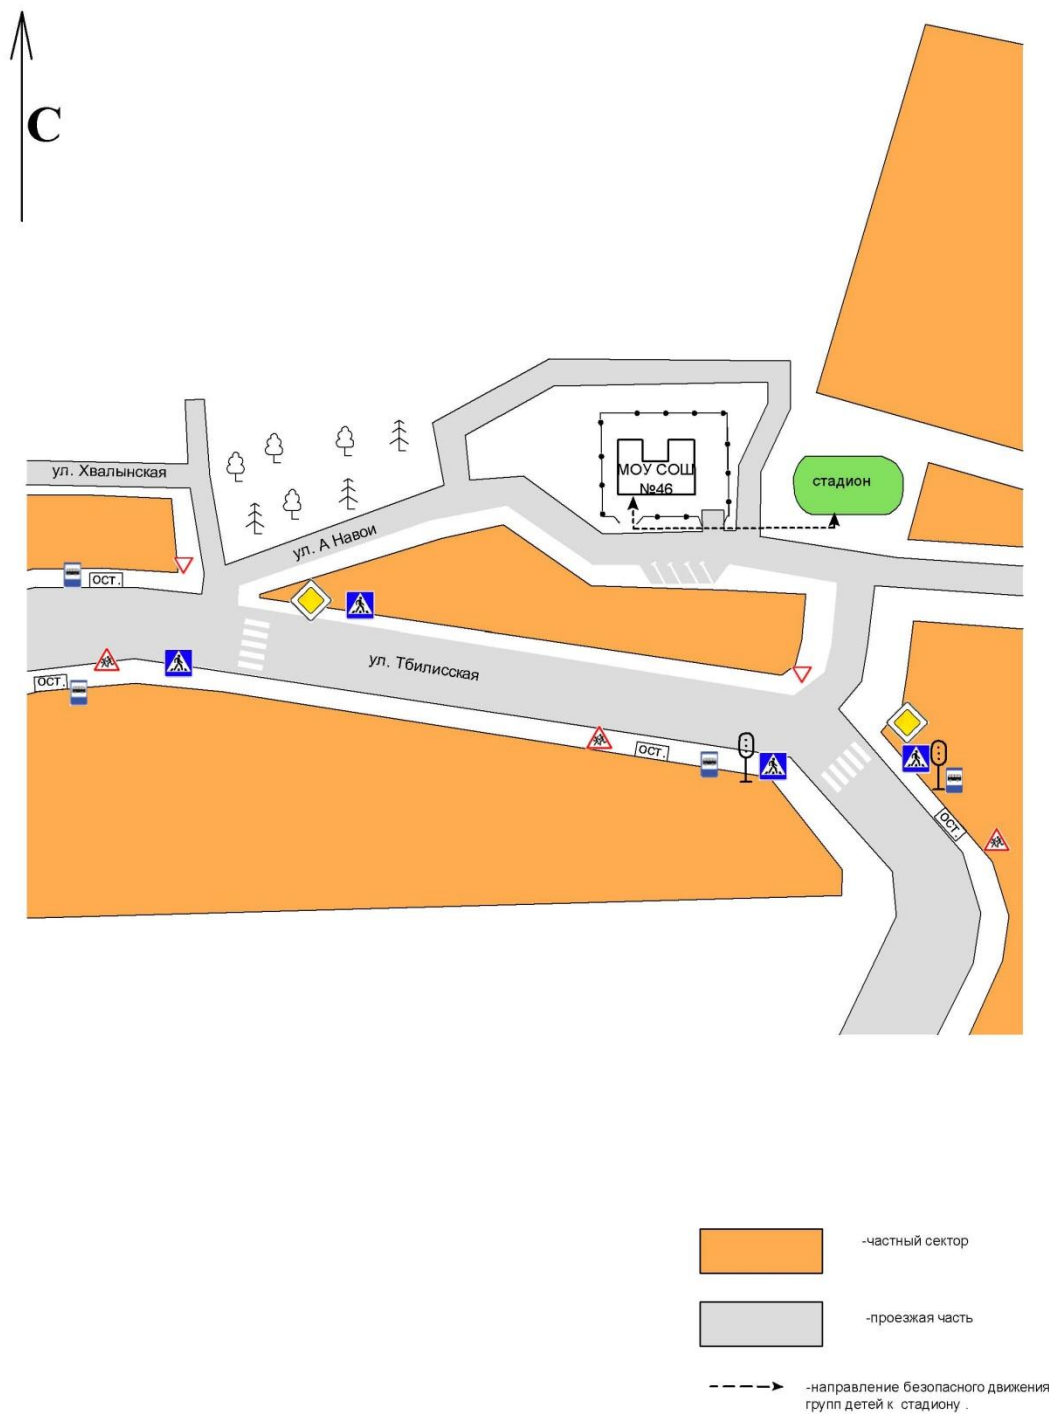 С
ул. Хвалынская
МОУ СОШ
№46
стадион
ул. А Навои
ОСТ.
ул. Тбилисская
ОСТ.
ОСТ.
ОСТ.
-частный сектор
-проезжая часть
-направление безопасного движения
групп детей к стадиону .